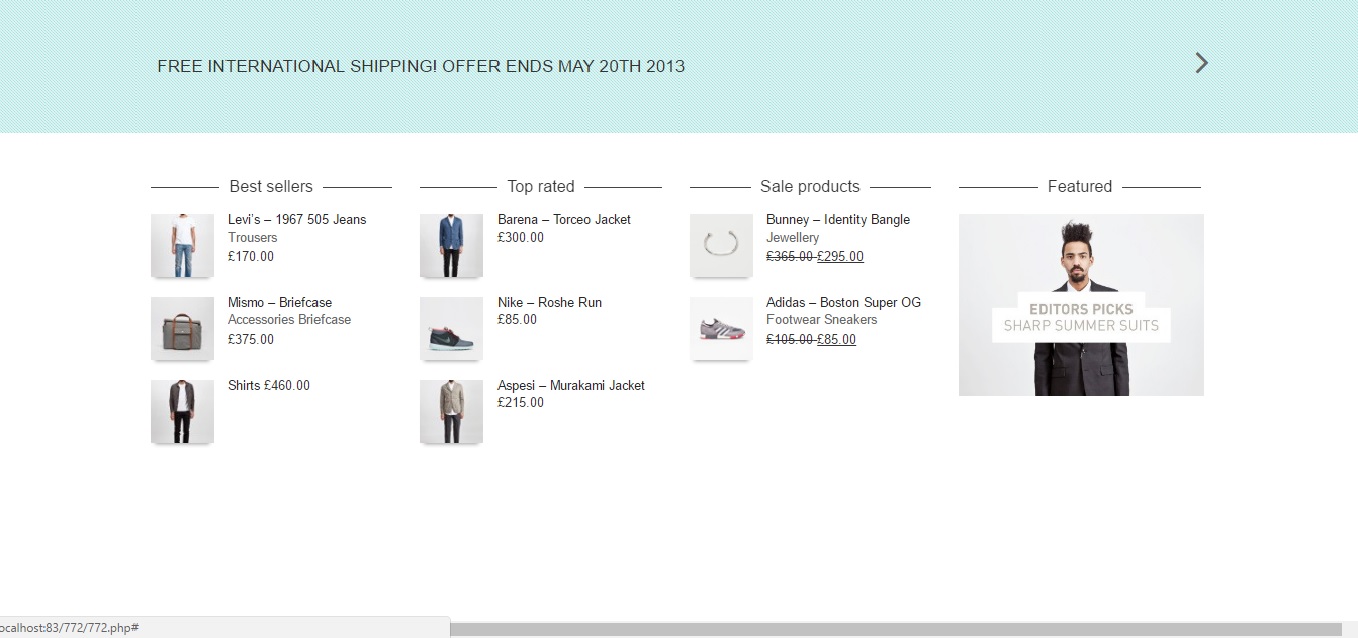 FREE INTERNATIONAL SHIPPING! OFFER ENDS MAY 20TH 2013
Best sellers
Levi's – 1967 505 Jeans
Trousers
£170.00
Mismo – Briefcase
Accessories Briefcase
£375.00
Shirts £460.00
Top rated
Barena – Torceo Jacket
£300.00
Nike – Roshe Run
£85.00
Aspesi – Murakami Jacket
£215.00
Sale products
Bunney – Identity Bangle
Jewellery
£365.00 £295.00
Adidas – Boston Super OG
Footwear Sneakers
£105.00 £85.00
Featured
EDITORS PICKS
SHARP SUMMER SUITS
ocalhost:83/772/772.php#